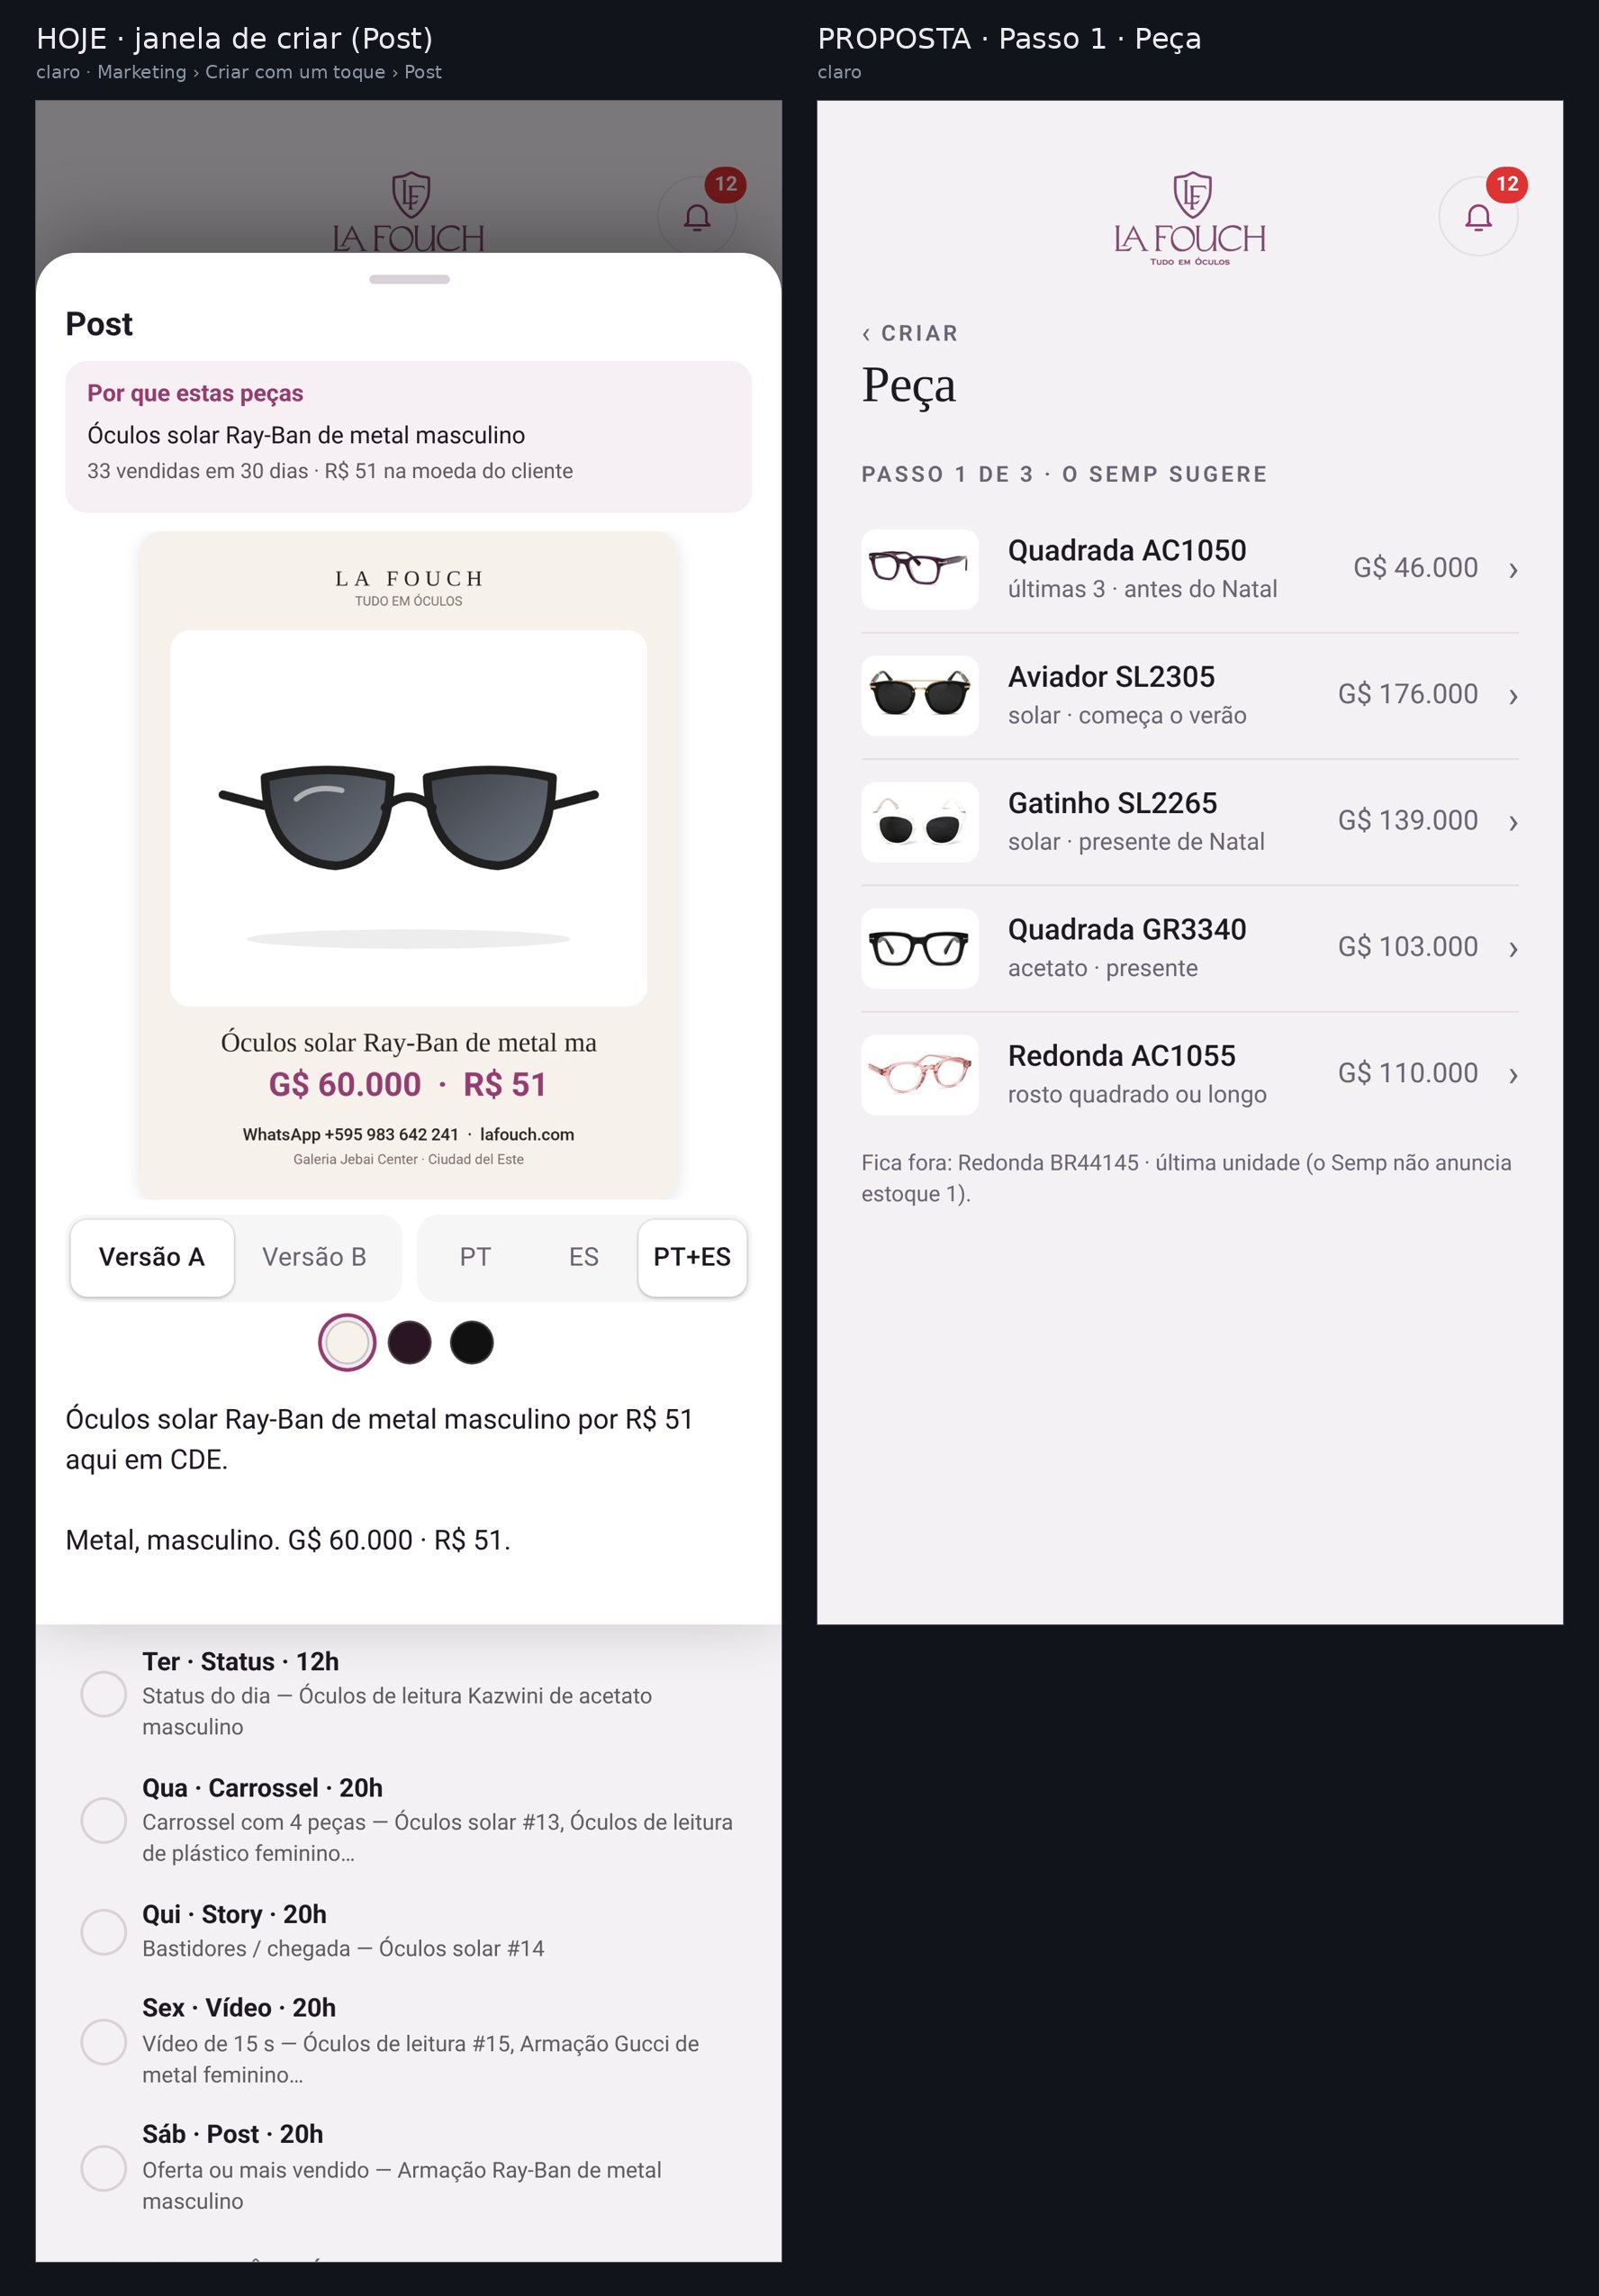 HOJE · janela de criar (Post)
claro · Marketing › Criar com um toque › Post
LF
LA FOUCH
12
Post
Por que estas peças
Óculos solar Ray-Ban de metal masculino
33 vendidas em 30 dias · R$ 51 na moeda do cliente
LA FOUCH
TUDO EM ÓCULOS
Óculos solar Ray-Ban de metal ma
G$ 60.000 · R$ 51
WhatsApp +595 983 642 241 · lafouch.com
Galeria Jebai Center · Ciudad del Este
Versão A Versão B PT ES PT+ES
Óculos solar Ray-Ban de metal masculino por R$ 51
aqui em CDE.
Metal, masculino. G$ 60.000 · R$ 51.
Ter · Status · 12h
Status do dia — Óculos de leitura Kazwini de acetato
masculino
Qua · Carrossel · 20h
Carrossel com 4 peças — Óculos solar #13, Óculos de leitura
de plástico feminino…
Qui · Story · 20h
Bastidores / chegada — Óculos solar #14
Sex · Vídeo · 20h
Vídeo de 15 s — Óculos de leitura #15, Armação Gucci de
metal feminino…
Sáb · Post · 20h
Oferta ou mais vendido — Armação Ray-Ban de metal
masculino
PROPOSTA · Passo 1 · Peça
claro
LF
LA FOUCH
TUDO EM ÓCULOS
12
‹ CRIAR
Peça
PASSO 1 DE 3 · O SEMP SUGERE
Quadrada AC1050
últimas 3 · antes do Natal
G$ 46.000 ›
Aviador SL2305
solar · começa o verão
G$ 176.000 ›
Gatinho SL2265
solar · presente de Natal
G$ 139.000 ›
Quadrada GR3340
acetato · presente
G$ 103.000 ›
Redonda AC1055
rosto quadrado ou longo
G$ 110.000 ›
Fica fora: Redonda BR44145 · última unidade (o Semp não anuncia
estoque 1).